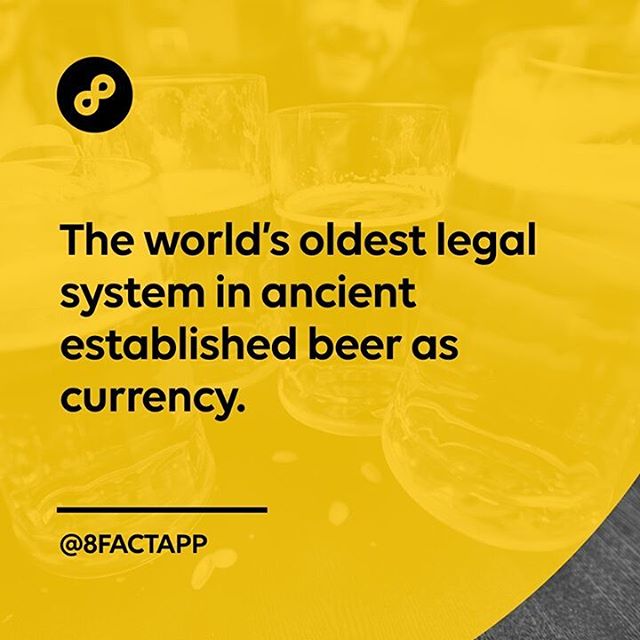 The world's oldest legal
system in ancient
established beer as
currency.
@8FACTAPP